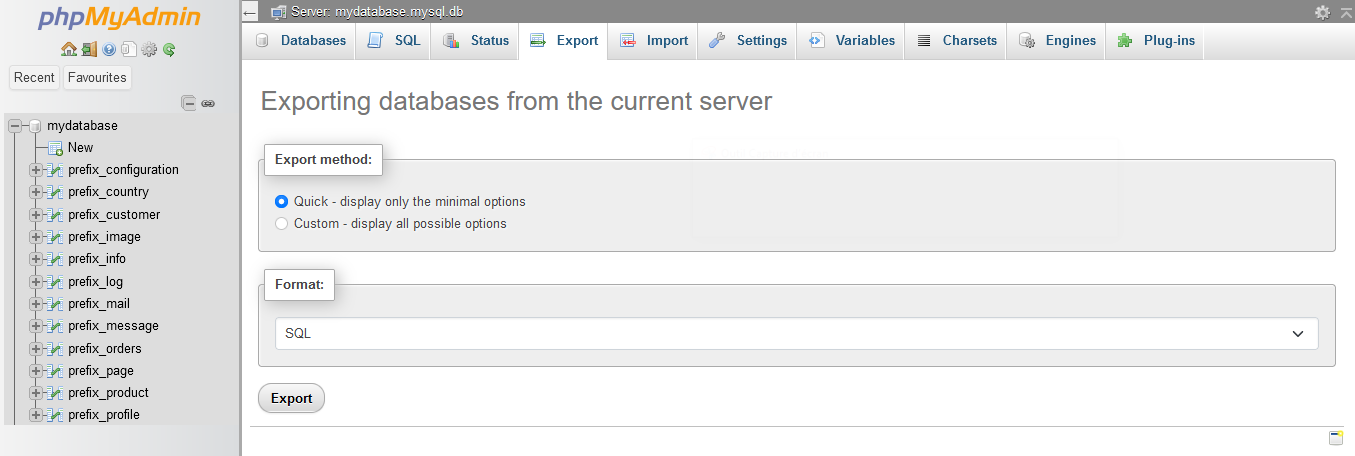 phpMyAdmin
Recent Favourites
mydatabase
New
prefix_configuration
prefix_country
prefix_customer
prefix_image
prefix_info
prefix_log
prefix_mail
prefix_message
prefix_orders
prefix_page
prefix_product
prefix_profile
Server: mydatabase.mysql.db
Databases SQL Status Export Import Settings Variables Charsets Engines Plug-ins
Exporting databases from the current server
Export method:
Quick - display only the minimal options
Custom - display all possible options
Format:
SQL
Export